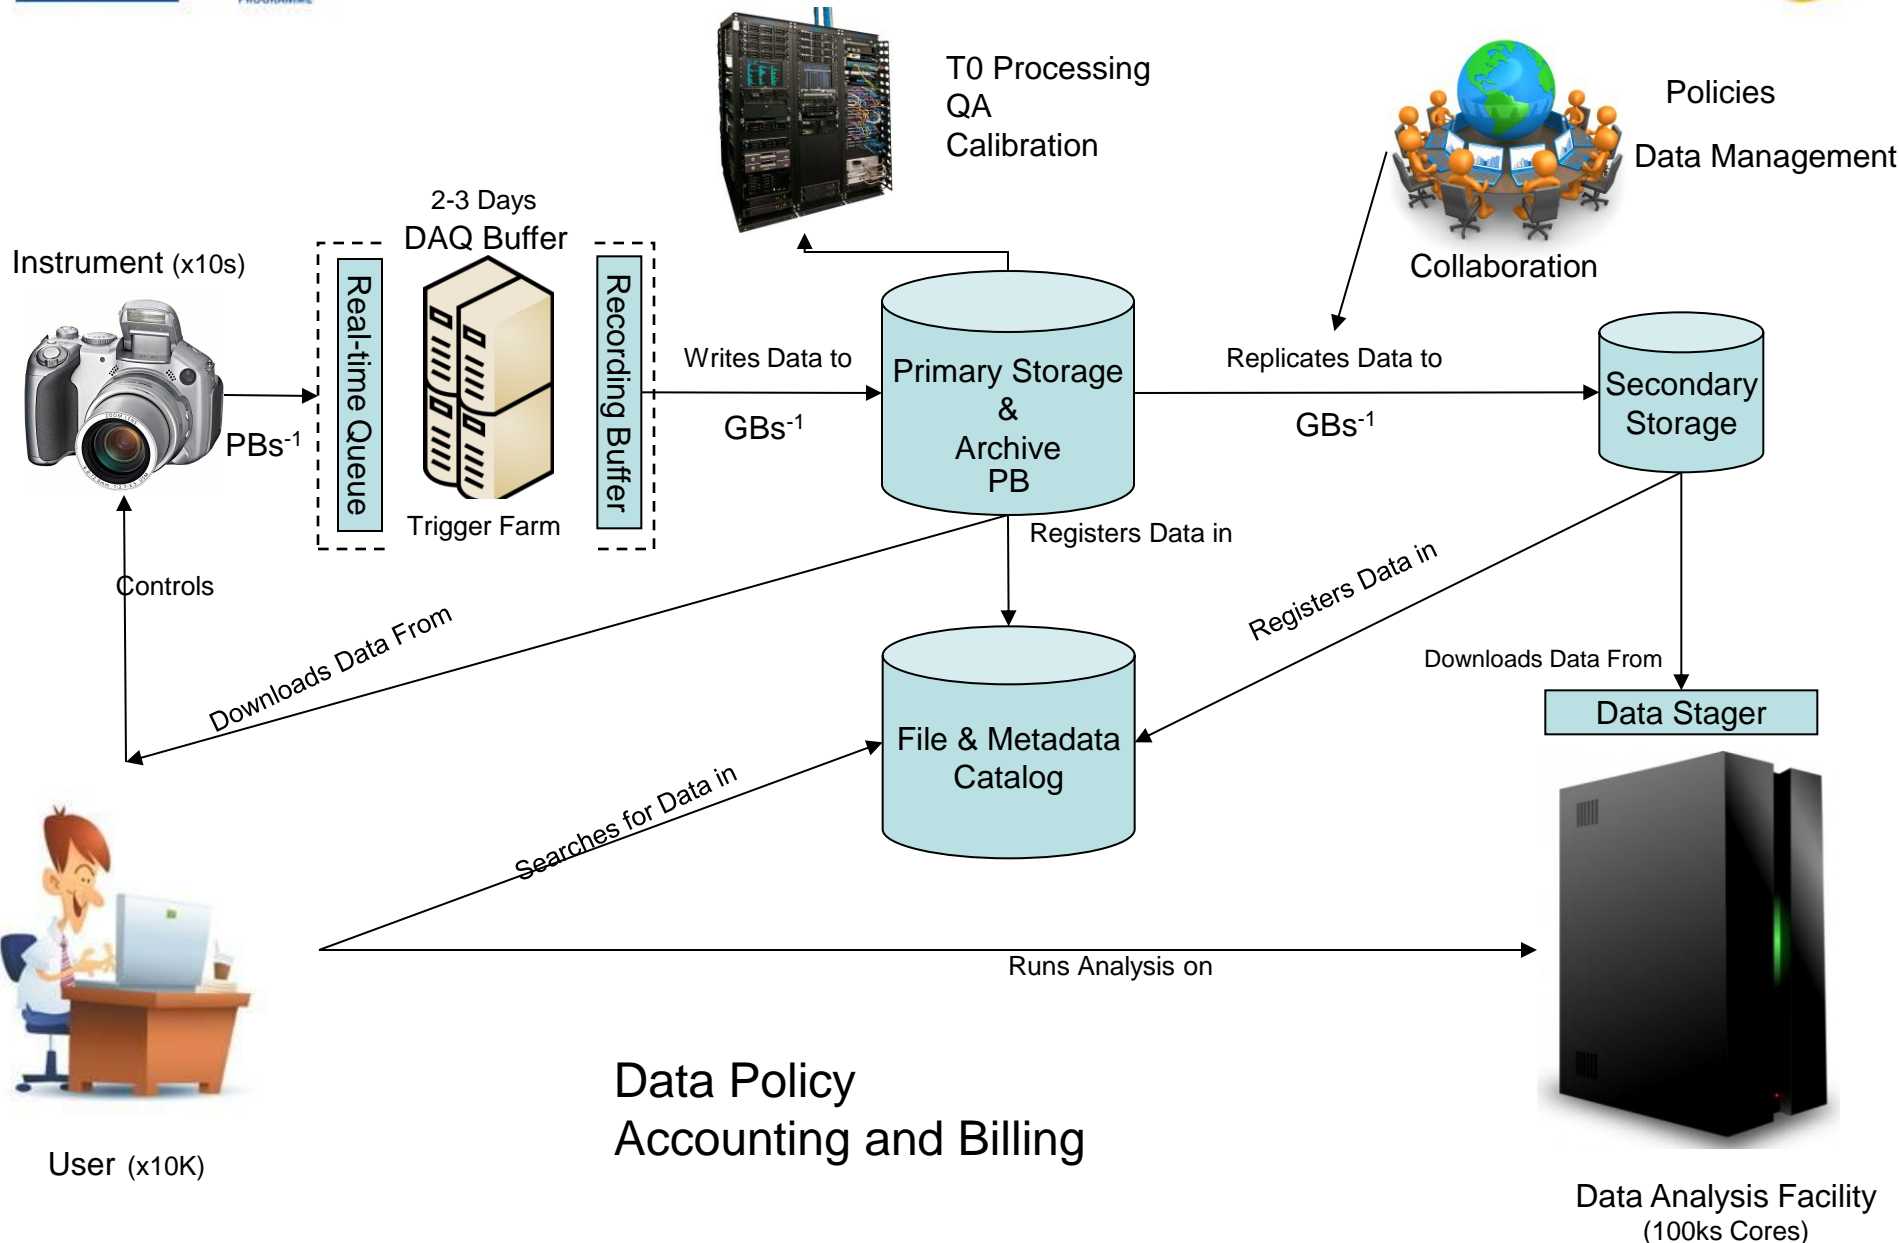 PROGRAMME
T0 Processing
QA
Calibration
Policies
Data Management
Collaboration
2-3 Days
DAQ Buffer
Instrument (x10s)
Real-time Queue
Recording Buffer
Trigger Farm
PBs-1
Writes Data to
GBs-1
Primary Storage
&
Archive
PB
Replicates Data to
GBs-1
Secondary
Storage
Controls
Registers Data in
Registers Data in
Downloads Data From
Downloads Data From
Data Stager
File & Metadata
Catalog
Searches for Data in
Runs Analysis on
Data Policy
Accounting and Billing
User (x10K)
Data Analysis Facility
(100ks Cores)